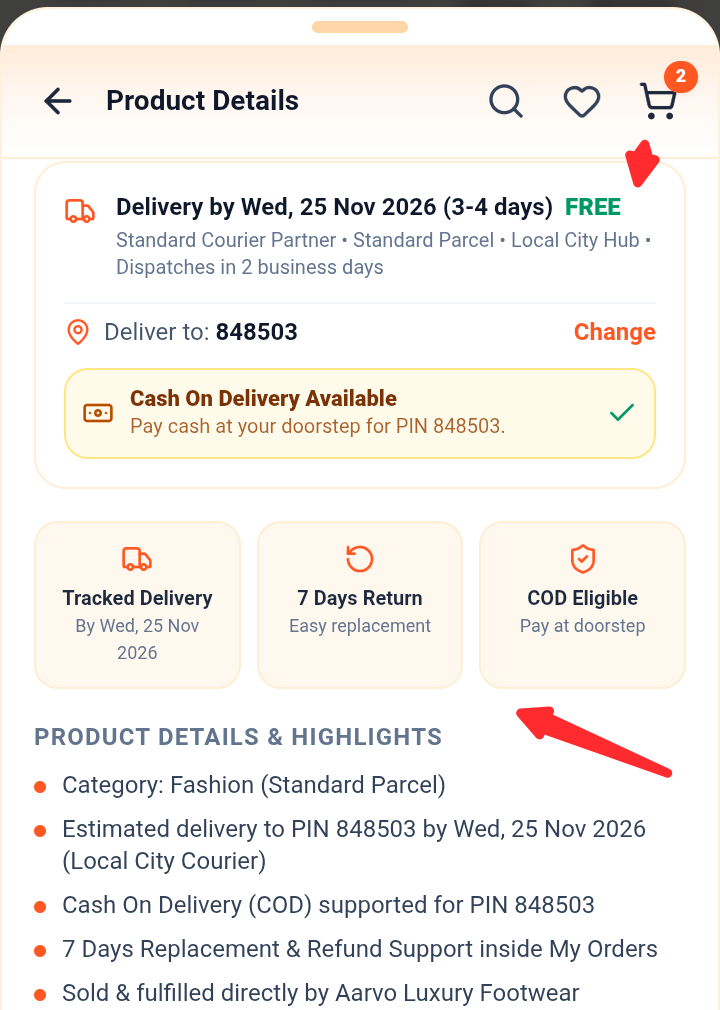 2
Product Details
Delivery by Wed, 25 Nov 2026 (3-4 days) FREE
Standard Courier Partner • Standard Parcel • Local City Hub •
Dispatches in 2 business days
Deliver to: 848503 Change
Cash On Delivery Available
Pay cash at your doorstep for PIN 848503.
Tracked Delivery
By Wed, 25 Nov
2026
7 Days Return
Easy replacement
COD Eligible
Pay at doorstep
PRODUCT DETAILS & HIGHLIGHTS
Category: Fashion (Standard Parcel)
Estimated delivery to PIN 848503 by Wed, 25 Nov 2026
(Local City Courier)
Cash On Delivery (COD) supported for PIN 848503
7 Days Replacement & Refund Support inside My Orders
Sold & fulfilled directly by Aarvo Luxury Footwear